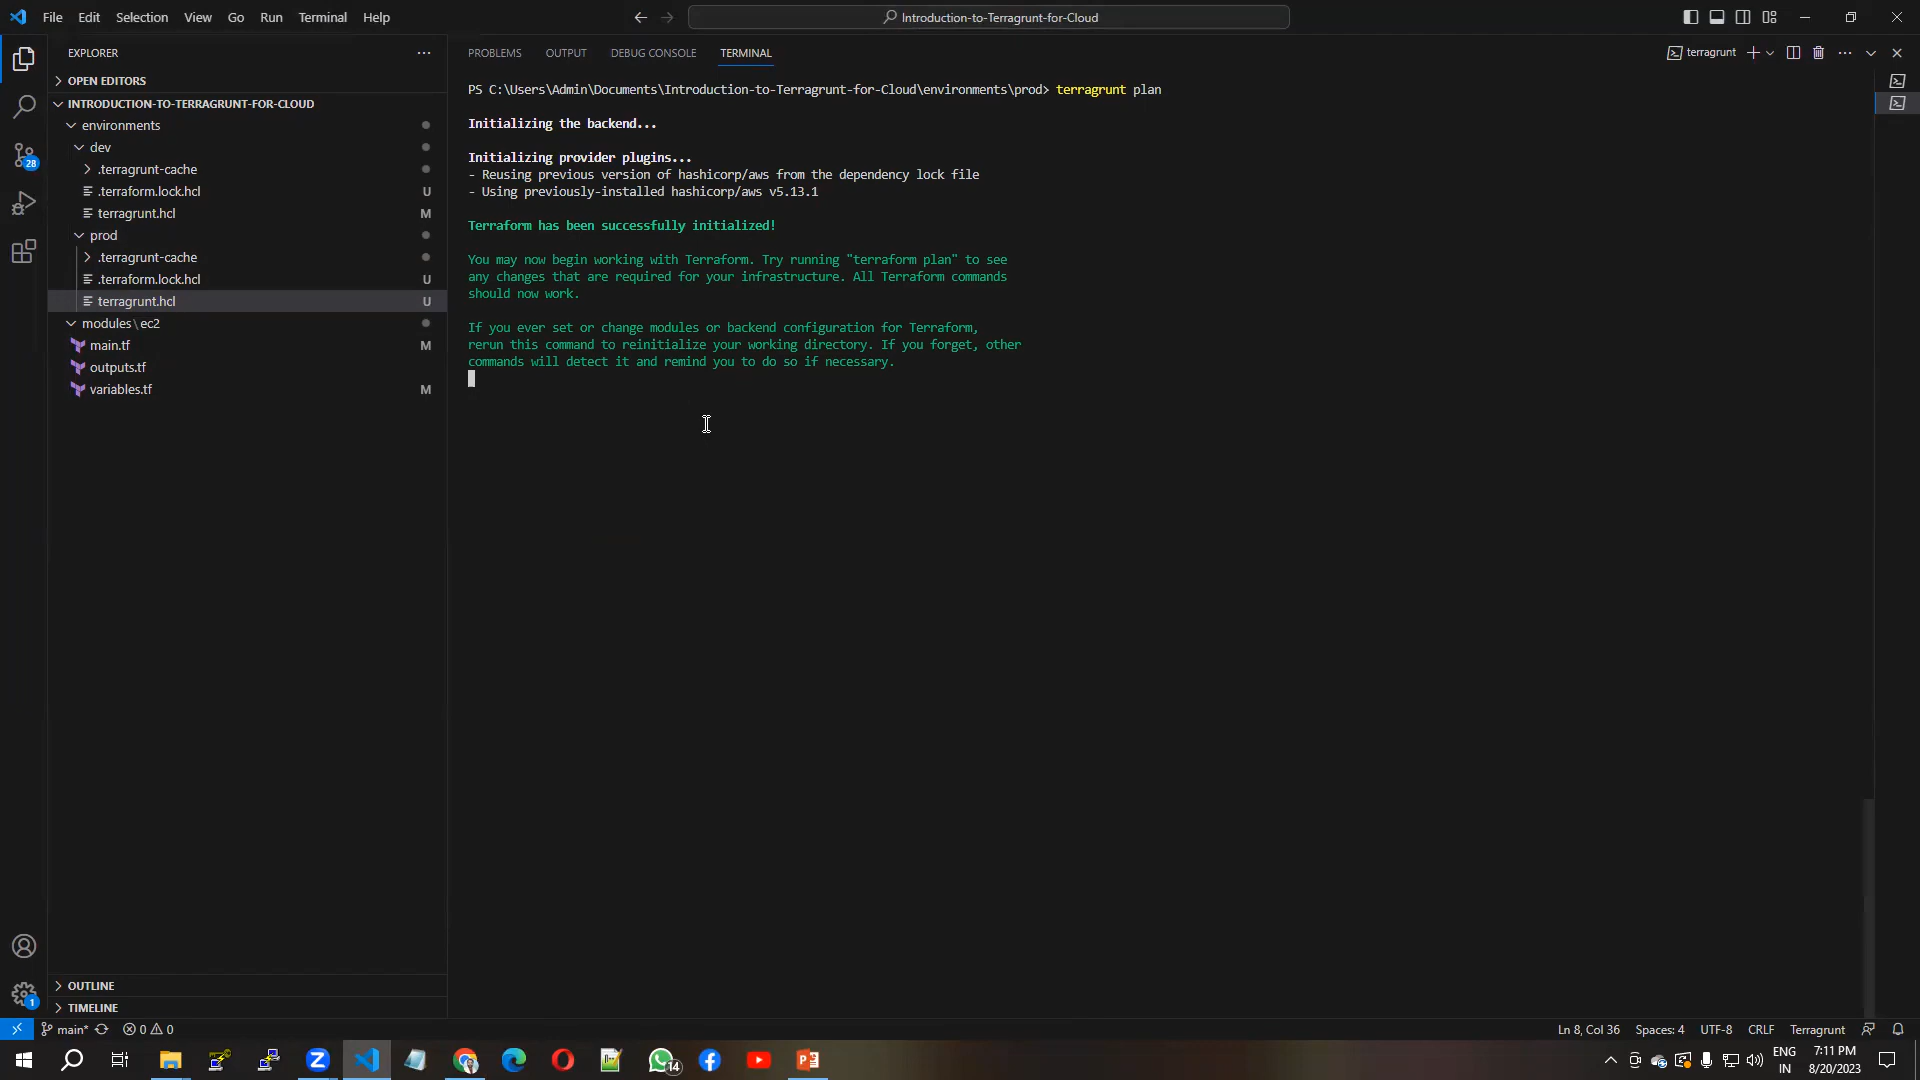 File Edit Selection View Go Run Terminal Help
Introduction-to-Terragrunt-for-Cloud
EXPLORER
OPEN EDITORS
INTRODUCTION-TO-TERRAGRUNT-FOR-CLOUD
environments
dev
.terragrunt-cache
.terraform.lock.hcl U
terragrunt.hcl M
prod
.terragrunt-cache
.terraform.lock.hcl U
terragrunt.hcl U
modules\ec2
main.tf M
outputs.tf
variables.tf M
28
OUTLINE
TIMELINE
1
PROBLEMS OUTPUT DEBUG CONSOLE TERMINAL
terragrunt
PS C:\Users\Admin\Documents\Introduction-to-Terragrunt-for-Cloud\environments\prod> terragrunt plan
Initializing the backend...
Initializing provider plugins...
- Reusing previous version of hashicorp/aws from the dependency lock file
- Using previously-installed hashicorp/aws v5.13.1
Terraform has been successfully initialized!
You may now begin working with Terraform. Try running "terraform plan" to see
any changes that are required for your infrastructure. All Terraform commands
should now work.
If you ever set or change modules or backend configuration for Terraform,
rerun this command to reinitialize your working directory. If you forget, other
commands will detect it and remind you to do so if necessary.
main* 0 0
Ln 8, Col 36 Spaces: 4 UTF-8 CRLF Terragrunt
14
ENG
IN
7:11 PM
8/20/2023